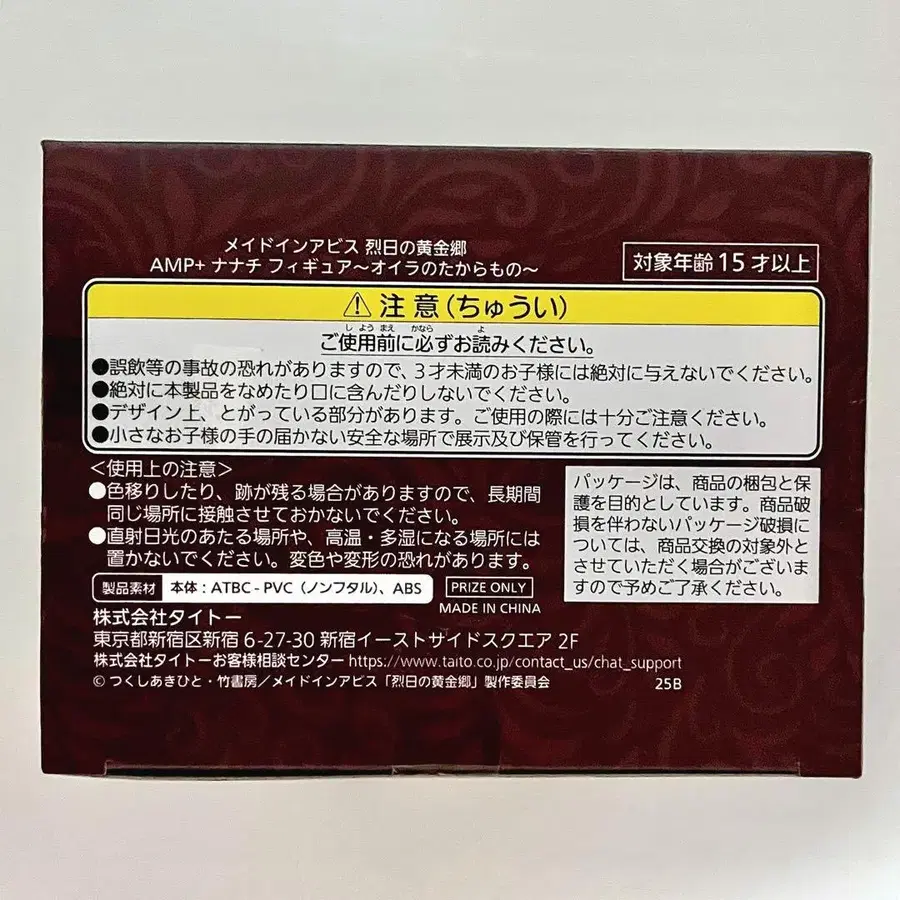 メイドインアビス 烈日の黄金郷
AMP+ ナナチ フィギュア～オイラのたからもの～
対象年齢 15 才以上
⚠ 注意(ちゅうい)
しようまえ かなら よ
ご使用前に必ずお読みください。
●誤飲等の事故の恐れがありますので、3才未満のお子様には絶対に与えないでください。
●絶対に本製品をなめたり口に含んだりしないでください。
●デザイン上、とがっている部分があります。ご使用の際には十分ご注意ください。
●小さなお子様の手の届かない安全な場所で展示及び保管を行ってください。
＜使用上の注意＞
●色移りしたり、跡が残る場合がありますので、長期間
同じ場所に接触させておかないでください。
●直射日光のあたる場所や、高温・多湿になる場所には
置かないでください。変色や変形の恐れがあります。
パッケージは、商品の梱包と保
護を目的としています。商品破
損を伴わないパッケージ破損に
ついては、商品交換の対象外と
させていただく場合がございま
すので予めご了承ください。
製品素材 本体：ATBC-PVC（ノンフタル）、ABS
PRIZE ONLY
MADE IN CHINA
株式会社タイトー
東京都新宿区新宿 6-27-30 新宿イーストサイドスクエア 2F
株式会社タイトーお客様相談センター https://www.taito.co.jp/contact_us/chat_support
© つくしあきひと・竹書房／メイドインアビス「烈日の黄金郷」製作委員会
25B